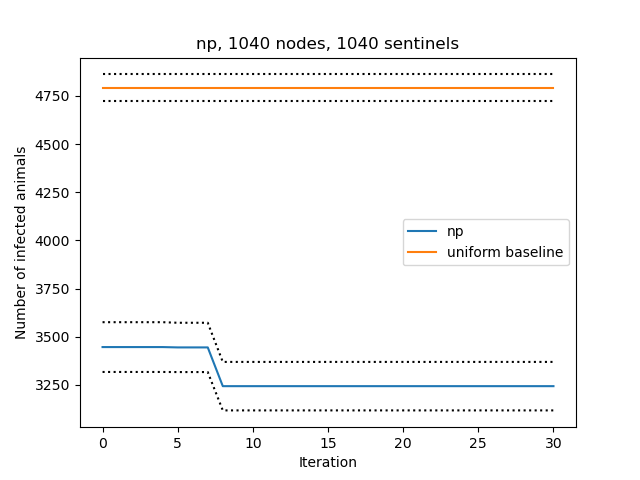 np, 1040 nodes, 1040 sentinels
Number of infected animals
4750
4500
4250
4000
3750
3500
3250
np
uniform baseline
0 5 10 15 20 25 30
Iteration